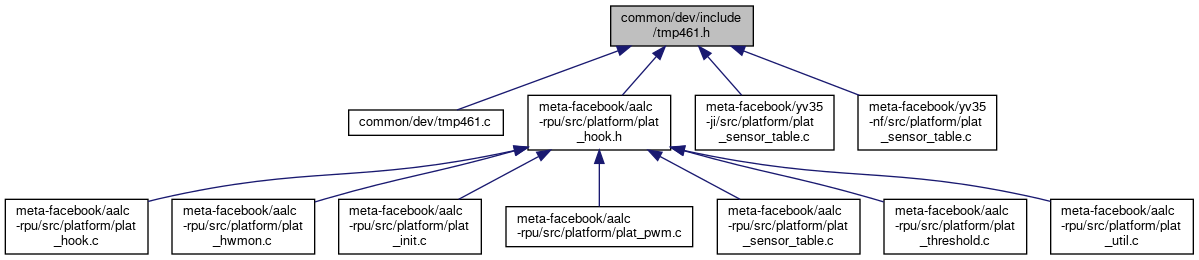 common/dev/include
/tmp461.h
common/dev/tmp461.c
meta-facebook/aalc
-rpu/src/platform/plat
_hook.h
meta-facebook/yv35
-ji/src/platform/plat
_sensor_table.c
meta-facebook/yv35
-nf/src/platform/plat
_sensor_table.c
meta-facebook/aalc
-rpu/src/platform/plat
_hook.c
meta-facebook/aalc
-rpu/src/platform/plat
_hwmon.c
meta-facebook/aalc
-rpu/src/platform/plat
_init.c
meta-facebook/aalc
-rpu/src/platform/plat_pwm.c
meta-facebook/aalc
-rpu/src/platform/plat
_sensor_table.c
meta-facebook/aalc
-rpu/src/platform/plat
_threshold.c
meta-facebook/aalc
-rpu/src/platform/plat
_util.c